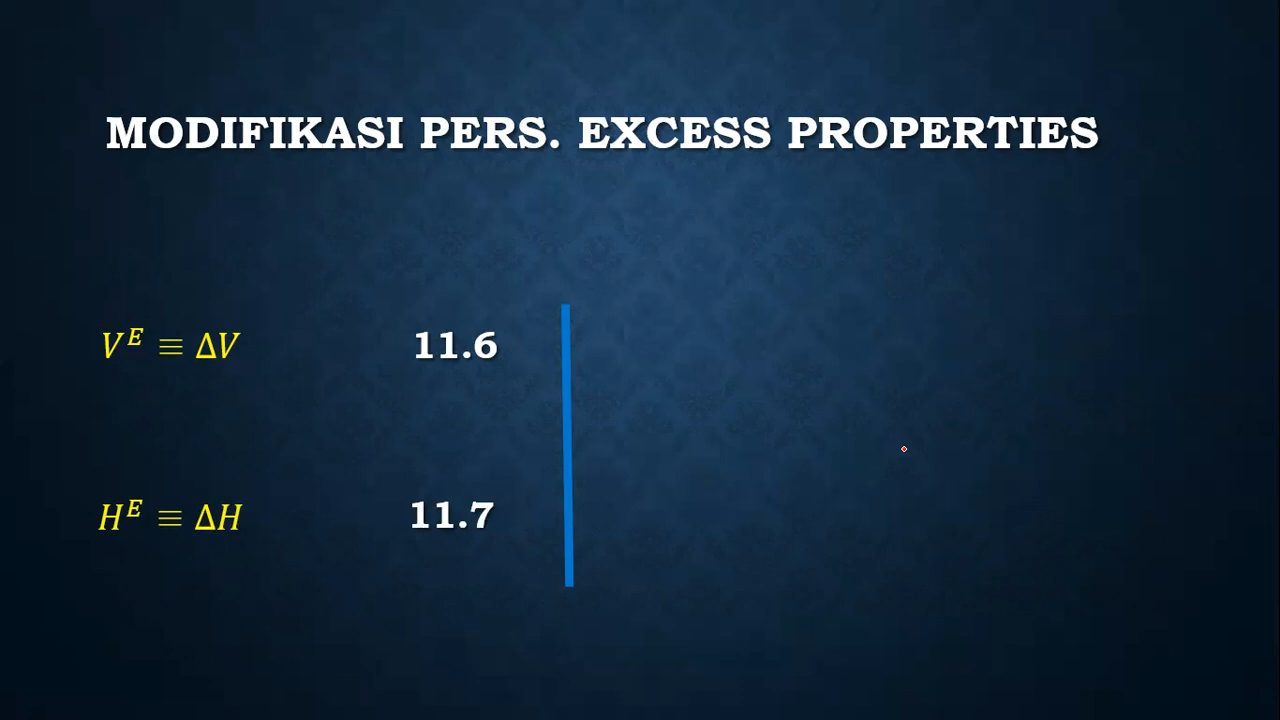 MODIFIKASI PERS. EXCESS PROPERTIES
V^E ≡ ΔV 11.6
H^E ≡ ΔH 11.7